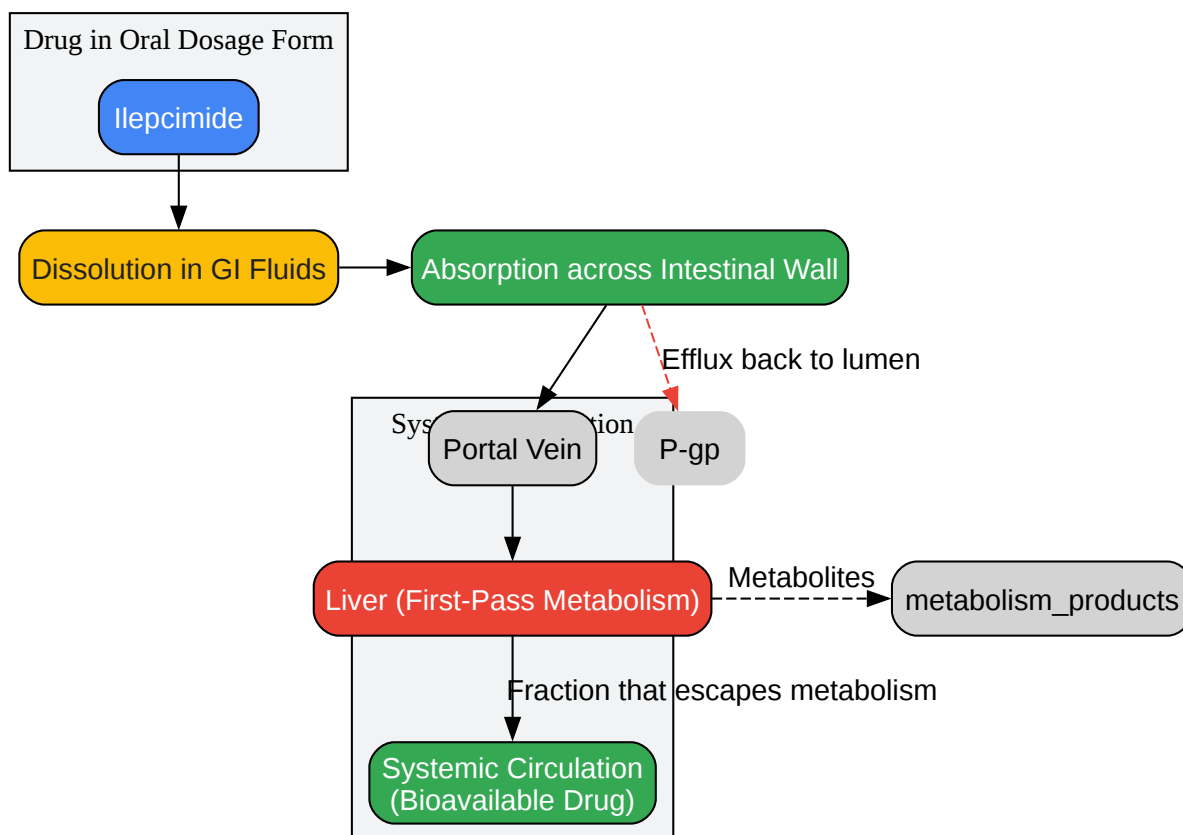 Drug in Oral Dosage Form
Ilepcimide
Dissolution in GI Fluids
Absorption across Intestinal Wall
Efflux back to lumen
Portal Vein
P-gp
Liver (First-Pass Metabolism)
Metabolites
metabolism_products
Fraction that escapes metabolism
Systemic Circulation
(Bioavailable Drug)